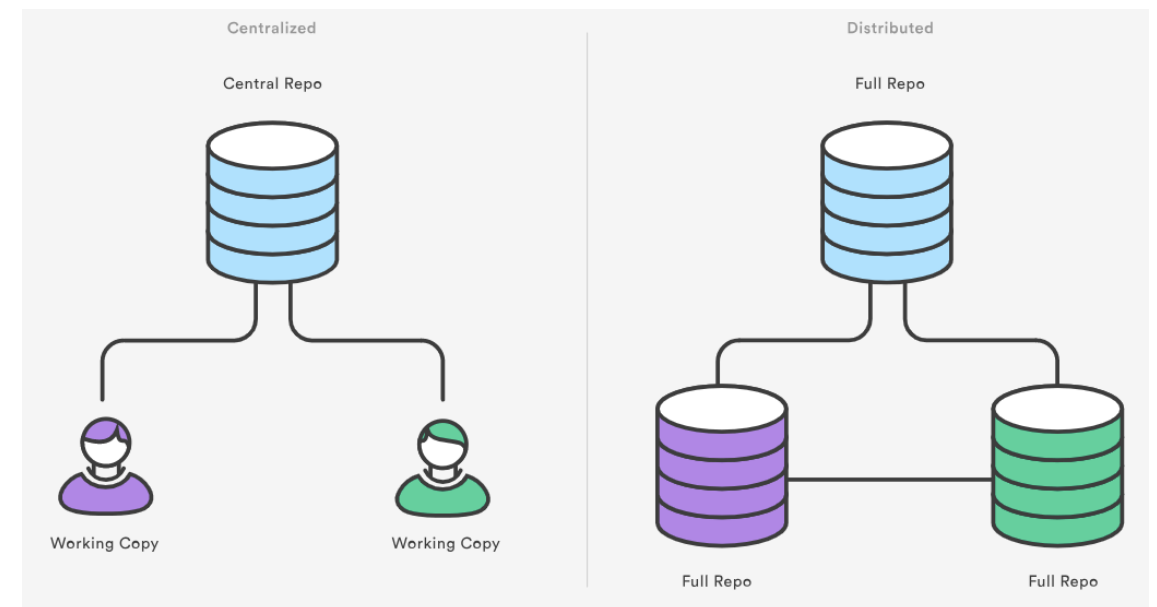 Centralized
Central Repo
Working Copy
Working Copy
Distributed
Full Repo
Full Repo
Full Repo